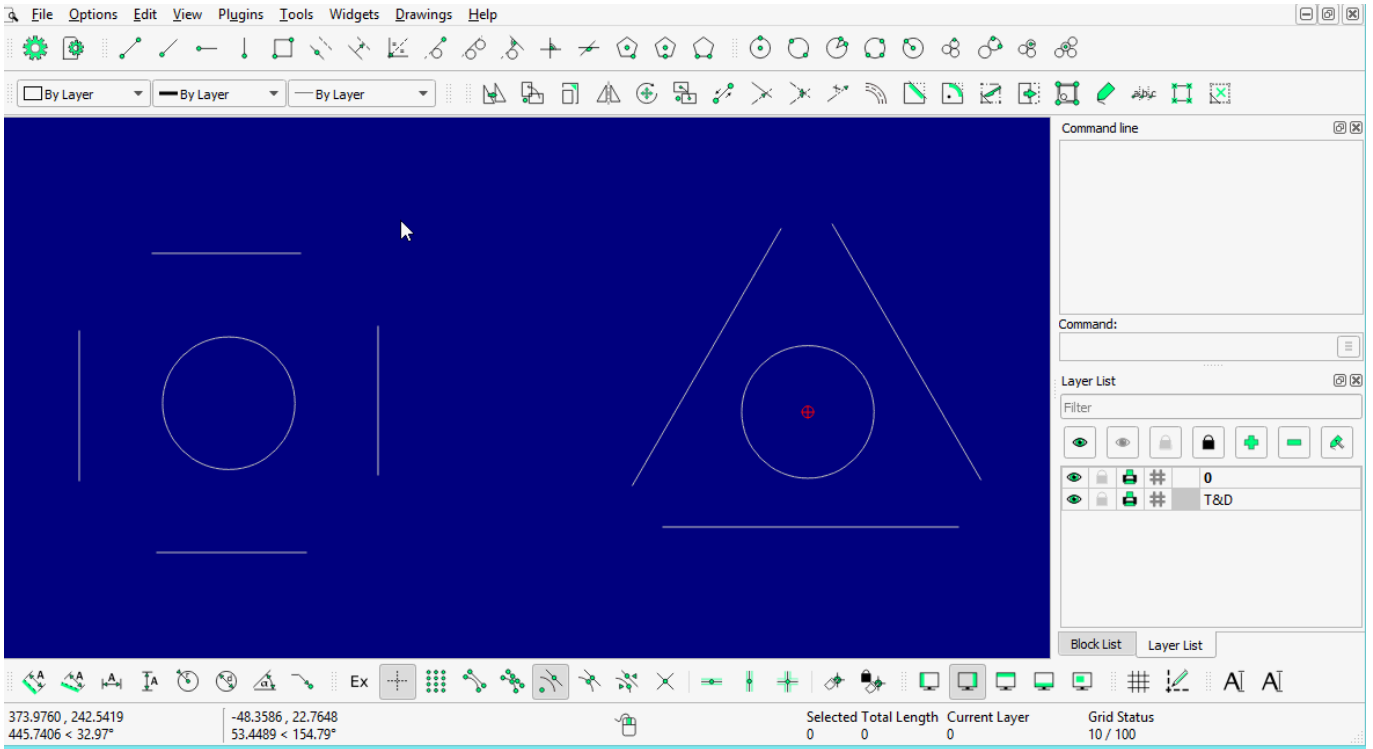 File Options Edit View Plugins Tools Widgets Drawings Help
By Layer By Layer By Layer
Command line
Command:
Layer List
Filter
0
T&D
Block List Layer List
A A A A Ex AI AI
373.9760 , 242.5419 -48.3586 , 22.7648 Selected Total Length Current Layer Grid Status
445.7406 < 32.97° 53.4489 < 154.79° 0 0 0 10 / 100